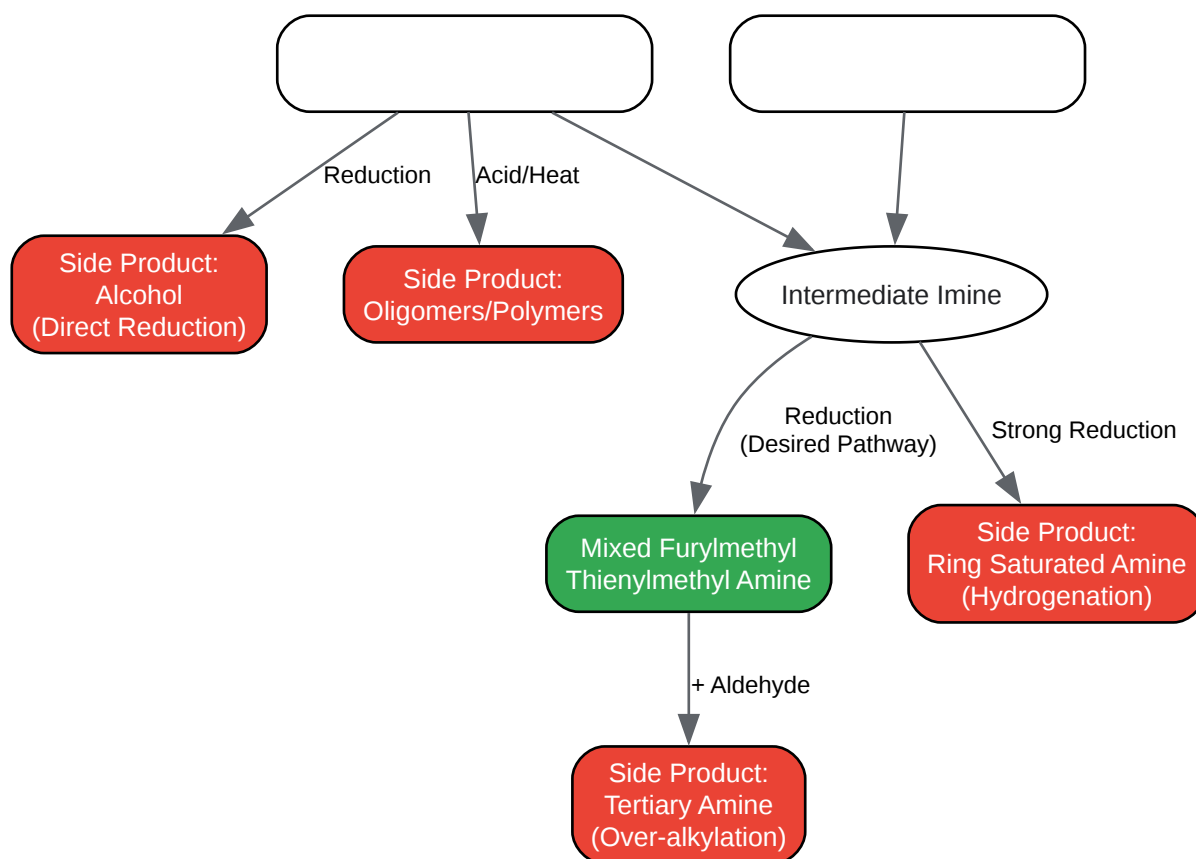 Reduction
Acid/Heat
Side Product:
Alcohol
(Direct Reduction)
Side Product:
Oligomers/Polymers
Intermediate Imine
Reduction
(Desired Pathway)
Strong Reduction
Mixed Furylmethyl
Thienylmethyl Amine
Side Product:
Ring Saturated Amine
(Hydrogenation)
+ Aldehyde
Side Product:
Tertiary Amine
(Over-alkylation)